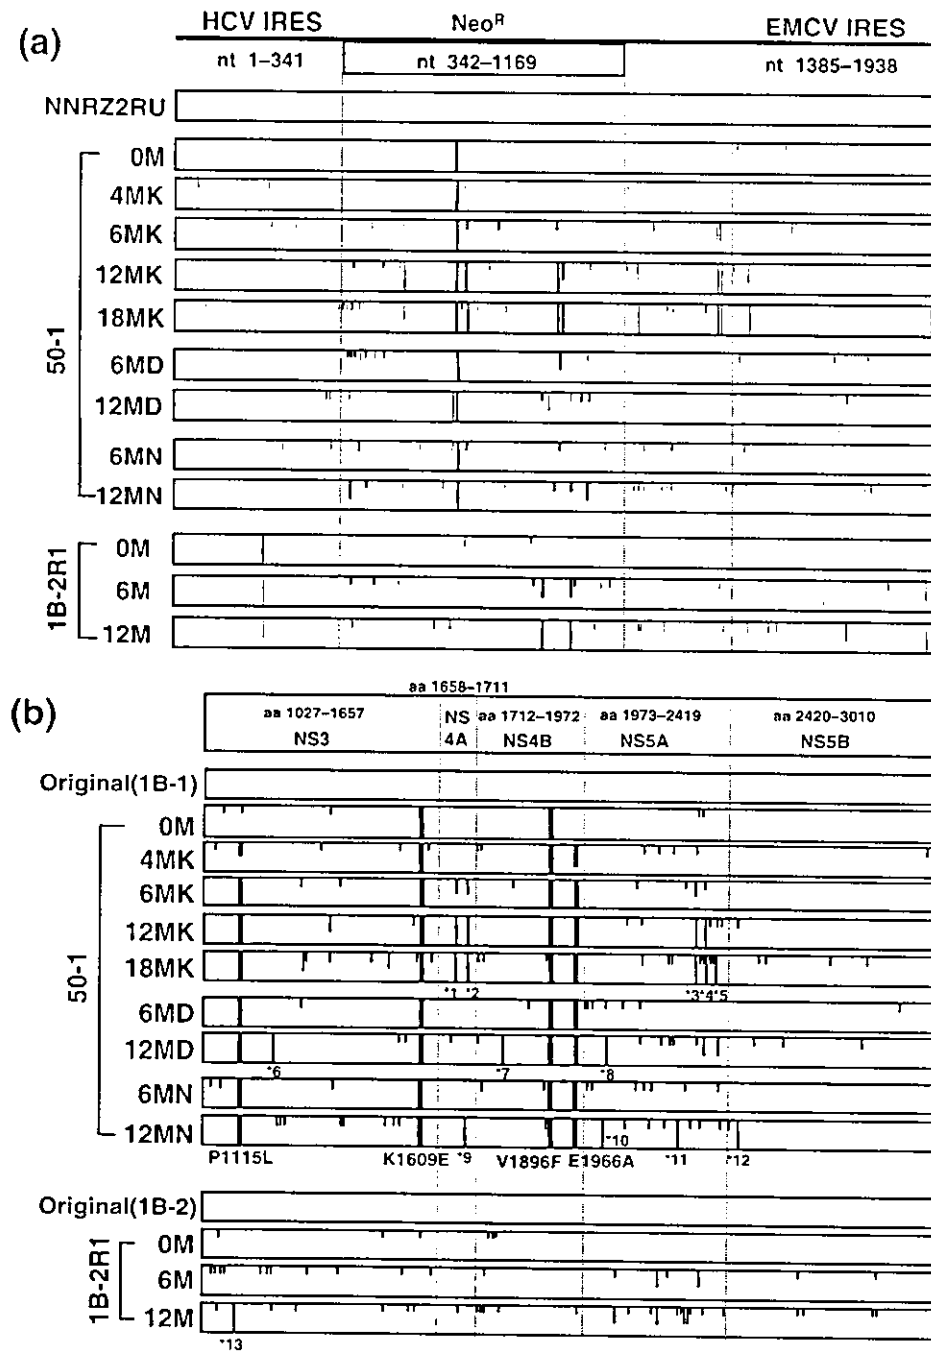 (a)
HCV IRES NeoR EMCV IRES
nt 1–341 nt 342–1169 nt 1385–1938
NNRZ2RU
50-1
0M
4MK
6MK
12MK
18MK
6MD
12MD
6MN
12MN
1B-2R1
0M
6M
12M
(b)
aa 1658–1711
aa 1027–1657 NS aa 1712–1972 aa 1973–2419 aa 2420–3010
NS3 4A NS4B NS5A NS5B
Original(1B-1)
50-1
0M
4MK
6MK
12MK
18MK
*1 *2 *3*4*5
6MD
12MD
*6 *7 *8
6MN
12MN
*10
P1115L K1609E *9 V1896F E1966A *11 *12
Original(1B-2)
1B-2R1
0M
6M
12M
*13